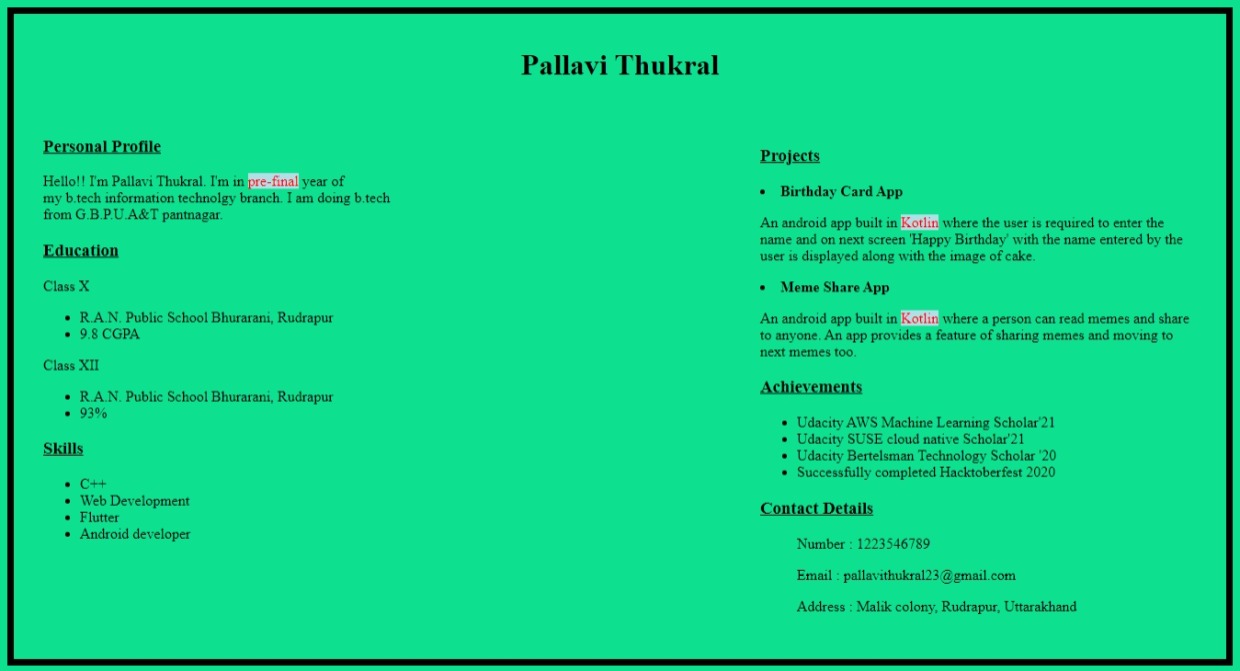 Pallavi Thukral
Personal Profile
Hello!! I'm Pallavi Thukral. I'm in pre-final year of
my b.tech information technolgy branch. I am doing b.tech
from G.B.P.U.A&T pantnagar.
Education
Class X
• R.A.N. Public School Bhurarani, Rudrapur
• 9.8 CGPA
Class XII
• R.A.N. Public School Bhurarani, Rudrapur
• 93%
Skills
• C++
• Web Development
• Flutter
• Android developer
Projects
• Birthday Card App
An android app built in Kotlin where the user is required to enter the
name and on next screen 'Happy Birthday' with the name entered by the
user is displayed along with the image of cake.
• Meme Share App
An android app built in Kotlin where a person can read memes and share
to anyone. An app provides a feature of sharing memes and moving to
next memes too.
Achievements
• Udacity AWS Machine Learning Scholar'21
• Udacity SUSE cloud native Scholar'21
• Udacity Bertelsman Technology Scholar '20
• Successfully completed Hacktoberfest 2020
Contact Details
Number : 1223546789
Email : pallavithukral23@gmail.com
Address : Malik colony, Rudrapur, Uttarakhand